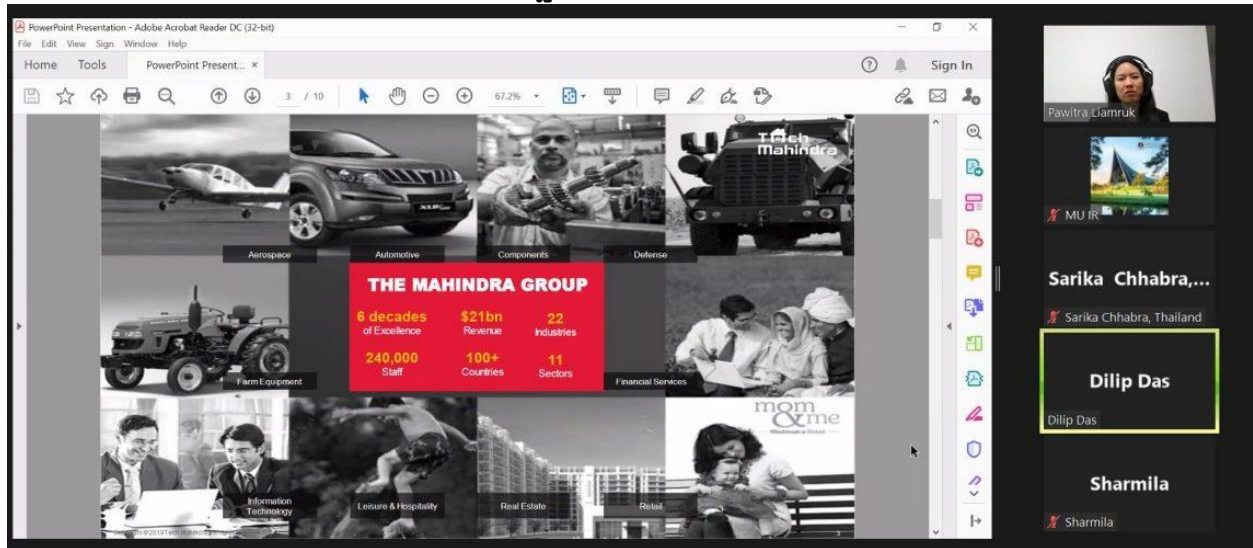 PowerPoint Presentation - Adobe Acrobat Reader DC (32-bit)
File Edit View Sign Window Help
Home Tools PowerPoint Present... × Sign In
3 / 10 67.2%
Tech
Mahindra
XUV
Aerospace Automotive Components Defense
THE MAHINDRA GROUP
6 decades $21bn 22
of Excellence Revenue Industries
240,000 100+ 11
Staff Countries Sectors
Farm Equipment Financial Services
mom
&me
Mahindra Retail
Information
Technology
Leisure & Hospitality Real Estate Retail
3
Pawitra Liamruk
MU IR
Sarika Chhabra,...
Sarika Chhabra, Thailand
Dilip Das
Dilip Das
Sharmila
Sharmila